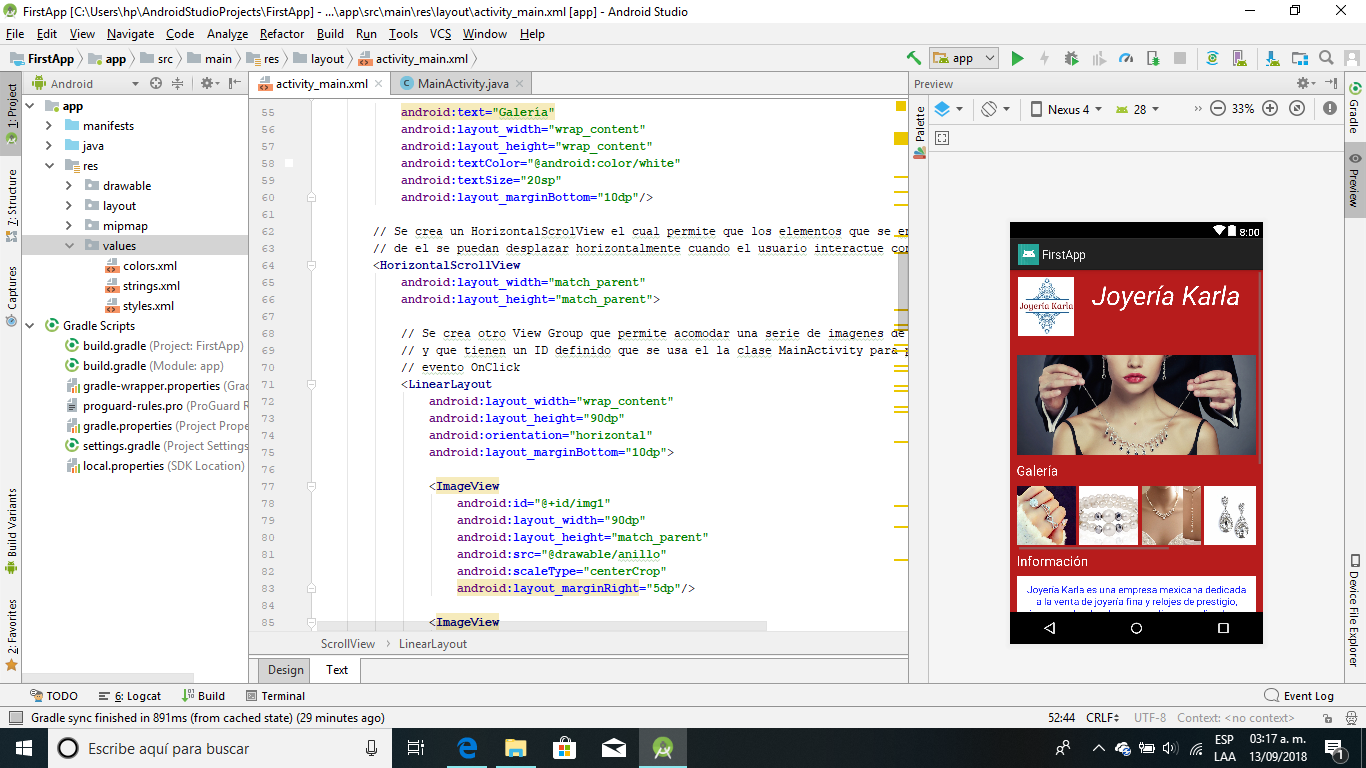 FirstApp [C:\Users\hp\AndroidStudioProjects\FirstApp] - ...\app\src\main\res\layout\activity_main.xml [app] - Android Studio
File Edit View Navigate Code Analyze Refactor Build Run Tools VCS Window Help
FirstApp app src main res layout activity_main.xml app
1: Project
7: Structure
Captures
Build Variants
2: Favorites
Android
app
manifests
java
res
drawable
layout
mipmap
values
colors.xml
strings.xml
styles.xml
Gradle Scripts
build.gradle (Project: FirstApp)
build.gradle (Module: app)
gradle-wrapper.properties (Grad
proguard-rules.pro (ProGuard R
gradle.properties (Project Prope
settings.gradle (Project Settings
local.properties (SDK Location)
activity_main.xml MainActivity.java
55 android:text="Galería"
56 android:layout_width="wrap_content"
57 android:layout_height="wrap_content"
58 android:textColor="@android:color/white"
59 android:textSize="20sp"
60 android:layout_marginBottom="10dp"/>
61
62 // Se crea un HorizontalScrolView el cual permite que los elementos que se en
63 // de el se puedan desplazar horizontalmente cuando el usuario interactue con
64 <HorizontalScrollView
65 android:layout_width="match_parent"
66 android:layout_height="match_parent">
67
68 // Se crea otro View Group que permite acomodar una serie de imagenes de
69 // y que tienen un ID definido que se usa el la clase MainActivity para p
70 // evento OnClick
71 <LinearLayout
72 android:layout_width="wrap_content"
73 android:layout_height="90dp"
74 android:orientation="horizontal"
75 android:layout_marginBottom="10dp">
76
77 <ImageView
78 android:id="@+id/img1"
79 android:layout_width="90dp"
80 android:layout_height="match_parent"
81 android:src="@drawable/anillo"
82 android:scaleType="centerCrop"
83 android:layout_marginRight="5dp"/>
84
85 <ImageView
ScrollView LinearLayout
Design Text
Preview
Palette
Nexus 4 28 33%
8:00
FirstApp
Joyería Karla
Joyería Karla
Galería
Información
Joyería Karla es una empresa mexicana dedicada
a la venta de joyería fina y relojes de prestigio,
Gradle
Preview
Device File Explorer
TODO 6: Logcat Build Terminal Event Log
Gradle sync finished in 891ms (from cached state) (29 minutes ago) 52:44 CRLF UTF-8 Context: <no context>
Escribe aquí para buscar
ESP
LAA
03:17 a. m.
13/09/2018
1